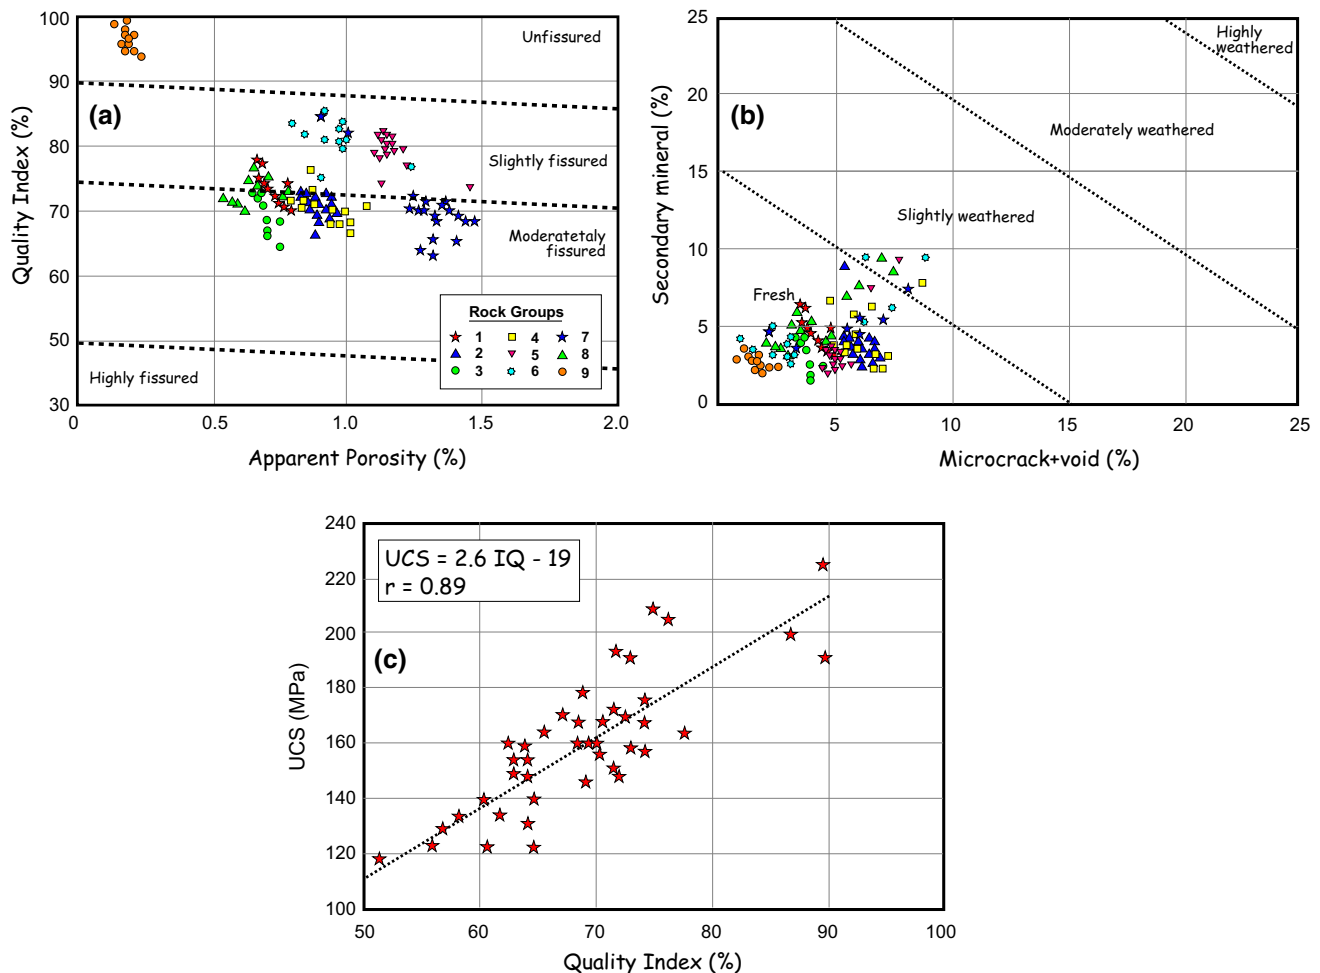 100
90
80
70
60
50
30
Quality Index (%)
(a)
Unfissured
Slightly fissured
Moderatetaly
fissured
Highly fissured
Rock Groups
1 4 7
2 5 8
3 6 9
0 0.5 1.0 1.5 2.0
Apparent Porosity (%)
25
20
15
10
5
0
Secondary mineral (%)
(b)
Highly
weathered
Moderately weathered
Slightly weathered
Fresh
5 10 15 20 25
Microcrack+void (%)
240
220
200
180
160
140
120
100
UCS (MPa)
UCS = 2.6 IQ - 19
r = 0.89
(c)
50 60 70 80 90 100
Quality Index (%)